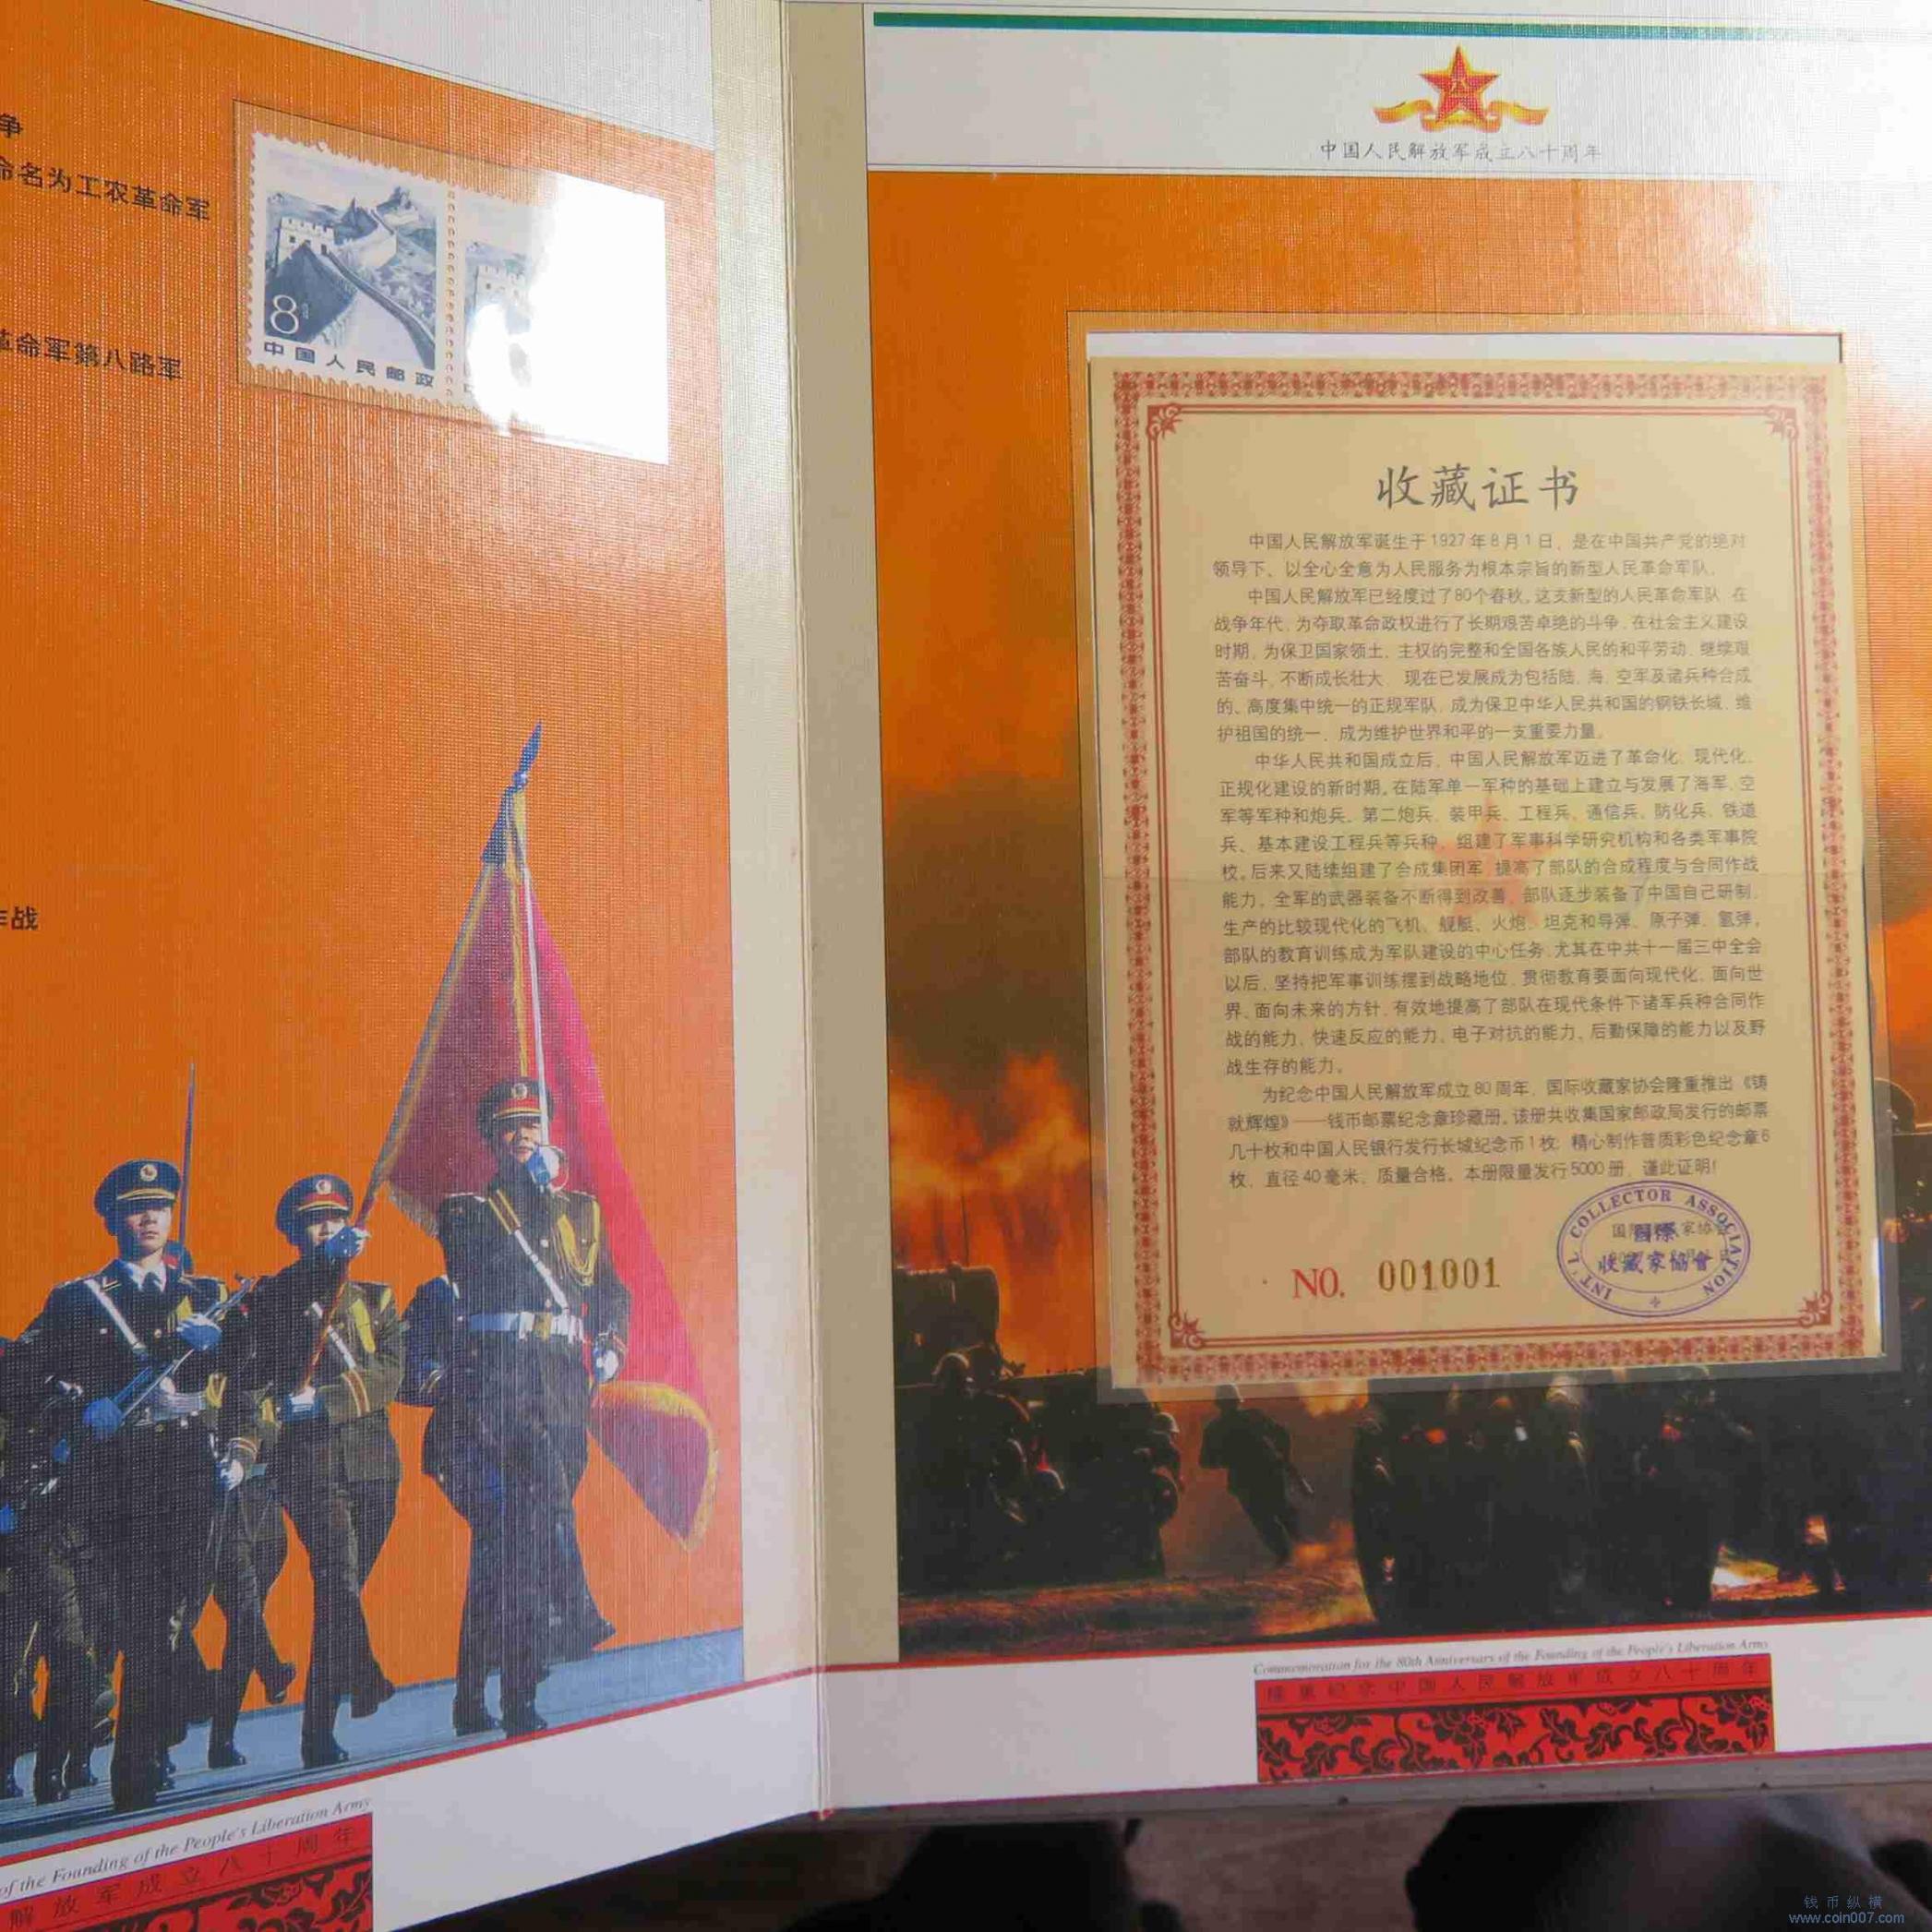 争
命名为工农革命军
革命军第八路军
作战
8
中国人民邮政
of the Founding of the People's Liberation Army
解放军成立八十周年
中国人民解放军成立八十周年
收藏证书
中国人民解放军诞生于1927年8月1日，是在中国共产党的绝对
领导下、以全心全意为人民服务为根本宗旨的新型人民革命军队。
中国人民解放军已经度过了80个春秋。这支新型的人民革命军队，在
战争年代，为夺取革命政权进行了长期艰苦卓绝的斗争，在社会主义建设
时期，为保卫国家领土、主权的完整和全国各族人民的和平劳动，继续艰
苦奋斗，不断成长壮大，现在已发展成为包括陆、海、空军及诸兵种合成
的、高度集中统一的正规军队，成为保卫中华人民共和国的钢铁长城，维
护祖国的统一，成为维护世界和平的一支重要力量。
中华人民共和国成立后，中国人民解放军迈进了革命化、现代化、
正规化建设的新时期。在陆军单一军种的基础上建立与发展了海军、空
军等军种和炮兵、第二炮兵、装甲兵、工程兵、通信兵、防化兵、铁道
兵、基本建设工程兵等兵种，组建了军事科学研究机构和各类军事院
校。后来又陆续组建了合成集团军，提高了部队的合成程度与合同作战
能力。全军的武器装备不断得到改善，部队逐步装备了中国自己研制、
生产的比较现代化的飞机、舰艇、火炮、坦克和导弹、原子弹、氢弹。
部队的教育训练成为军队建设的中心任务，尤其在中共十一届三中全会
以后，坚持把军事训练摆到战略地位，贯彻教育要面向现代化，面向世
界，面向未来的方针，有效地提高了部队在现代条件下诸军兵种合同作
战的能力、快速反应的能力、电子对抗的能力、后勤保障的能力以及野
战生存的能力。
为纪念中国人民解放军成立80周年，国际收藏家协会隆重推出《铸
就辉煌》——钱币邮票纪念章珍藏册。该册共收集国家邮政局发行的邮票
几十枚和中国人民银行发行长城纪念币1枚，精心制作普质彩色纪念章6
枚，直径40毫米，质量合格。本册限量发行5000册，谨此证明！
INT'L COLLECTOR ASSOCIATION
國際
收藏家協會
NO. 001001
Commemoration for the 80th Anniversary of the Founding of the People's Liberation Army
隆重纪念中国人民解放军成立八十周年
钱币纵横
www.coin007.com